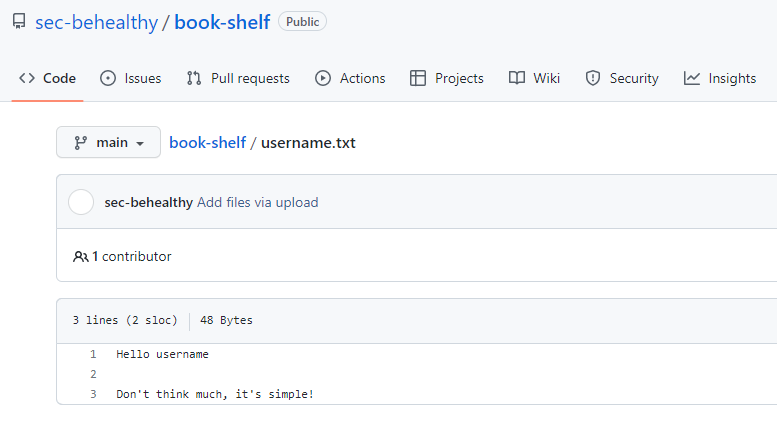 sec-behealthy / book-shelf Public
Code Issues Pull requests Actions Projects Wiki Security Insights
main book-shelf / username.txt
sec-behealthy Add files via upload
1 contributor
3 lines (2 sloc) 48 Bytes
1 Hello username
2
3 Don't think much, it's simple!